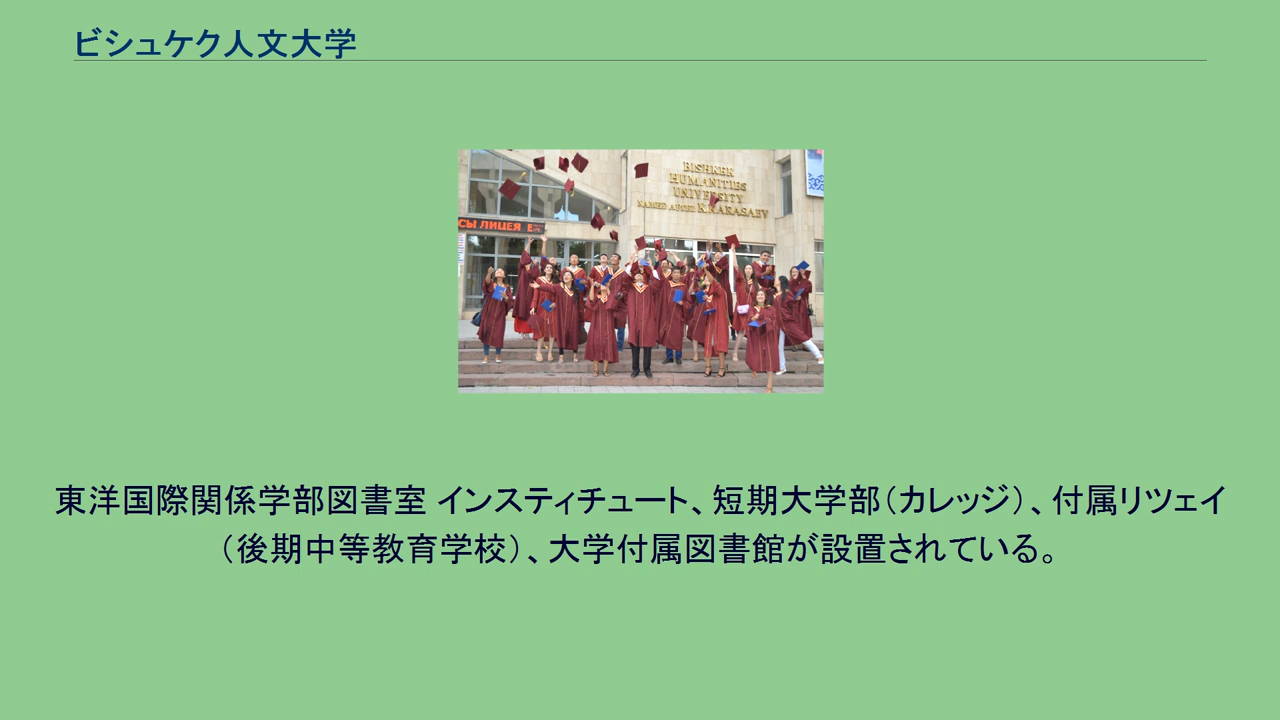 ビシュケク人文大学
BISHKEK
HUMANITIES
UNIVERSITY
NAMED AFTER K.KARASAEV
СЫ ЛИЦЕЯ
東洋国際関係学部図書室 インスティチュート、短期大学部（カレッジ）、付属リツェイ
（後期中等教育学校）、大学付属図書館が設置されている。